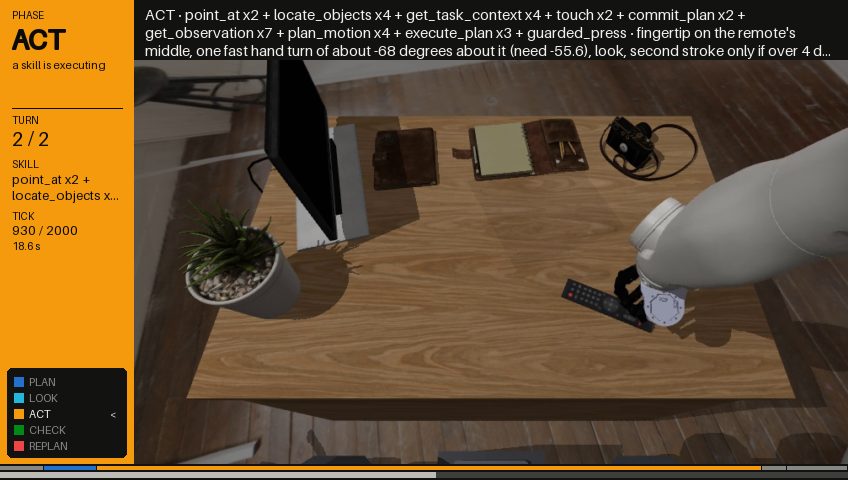 PHASE
ACT
a skill is executing
TURN
2 / 2
SKILL
point_at x2 +
locate_objects x...
TICK
930 / 2000
18.6 s
PLAN
LOOK
ACT <
CHECK
REPLAN
ACT · point_at x2 + locate_objects x4 + get_task_context x4 + touch x2 + commit_plan x2 +
get_observation x7 + plan_motion x4 + execute_plan x3 + guarded_press · fingertip on the remote's
middle, one fast hand turn of about -68 degrees about it (need -55.6), look, second stroke only if over 4 d...